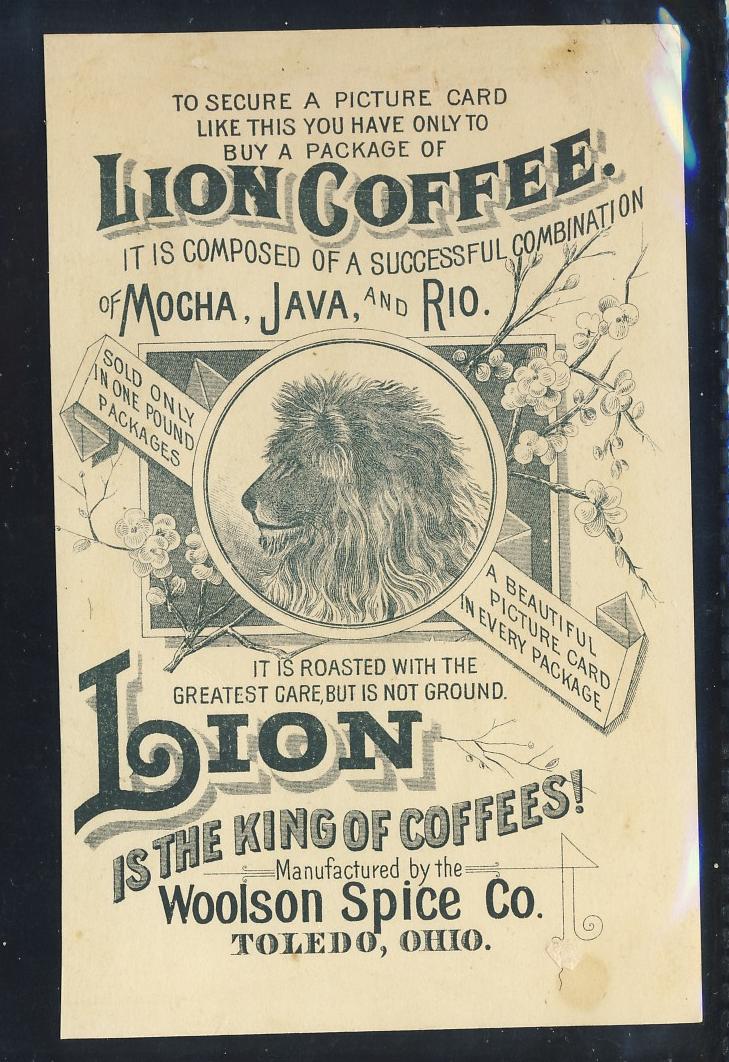 TO SECURE A PICTURE CARD
LIKE THIS YOU HAVE ONLY TO
BUY A PACKAGE OF
LION COFFEE.
IT IS COMPOSED OF A SUCCESSFUL COMBINATION
OF MOCHA, JAVA, AND RIO.
SOLD ONLY
IN ONE POUND
PACKAGES
A BEAUTIFUL
PICTURE CARD
IN EVERY PACKAGE
IT IS ROASTED WITH THE
GREATEST CARE, BUT IS NOT GROUND.
LION
IS THE KING OF COFFEES!
Manufactured by the
Woolson Spice Co.
TOLEDO, OHIO.